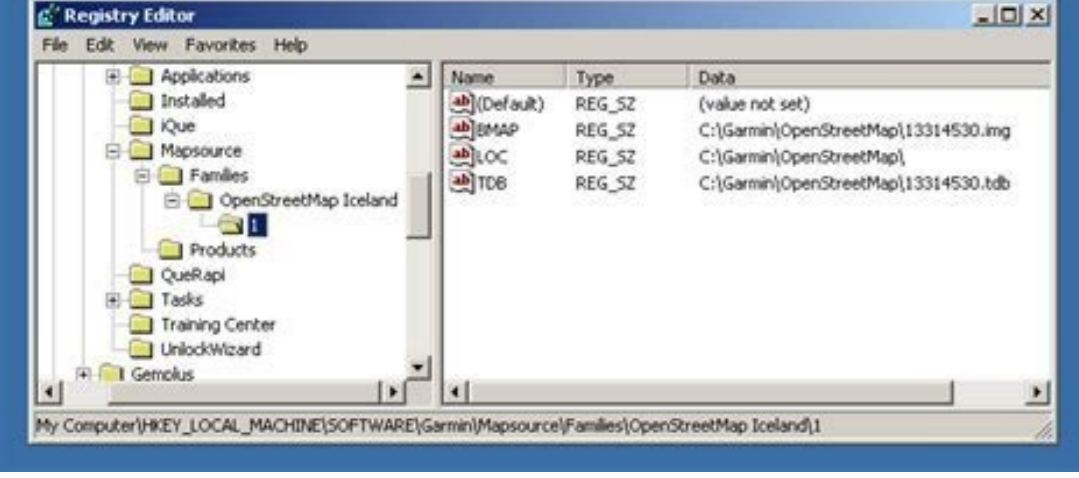 Registry Editor
File Edit View Favorites Help
Applications
Installed
iQue
Mapsource
Families
OpenStreetMap Iceland
1
Products
QueRapi
Tasks
Training Center
UnlockWizard
Gemplus
Name Type Data
(Default) REG_SZ (value not set)
BMAP REG_SZ C:\Garmin\OpenStreetMap\13314530.img
LOC REG_SZ C:\Garmin\OpenStreetMap\
TDB REG_SZ C:\Garmin\OpenStreetMap\13314530.tdb
My Computer\HKEY_LOCAL_MACHINE\SOFTWARE\Garmin\Mapsource\Families\OpenStreetMap Iceland\1